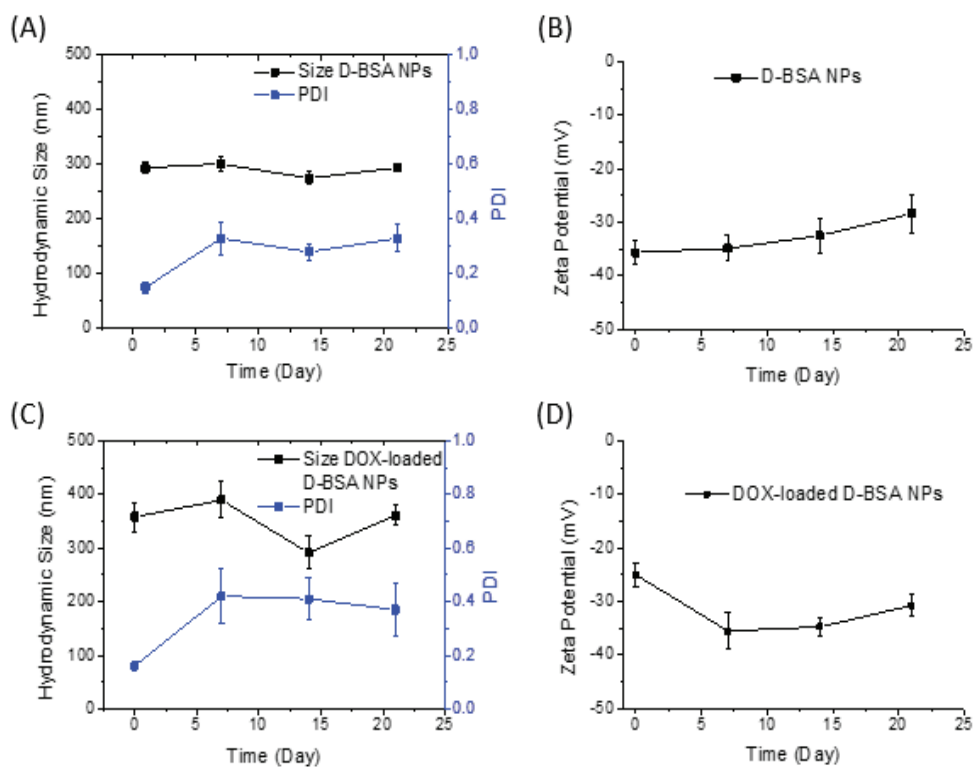 (A)
500
400
300
200
100
0
Hydrodynamic Size (nm)
Size D-BSA NPs
PDI
1,0
0,8
0,6
0,4
0,2
0,0
PDI
0 5 10 15 20 25
Time (Day)
(B)
0
-10
-20
-30
-40
-50
Zeta Potential (mV)
D-BSA NPs
0 5 10 15 20 25
Time (Day)
(C)
500
400
300
200
100
0
Hydrodynamic Size (nm)
Size DOX-loaded
D-BSA NPs
PDI
1.0
0.8
0.6
0.4
0.2
0.0
PDI
0 5 10 15 20 25
Time (Day)
(D)
0
-10
-20
-30
-40
-50
Zeta Potential (mV)
DOX-loaded D-BSA NPs
0 5 10 15 20 25
Time (Day)